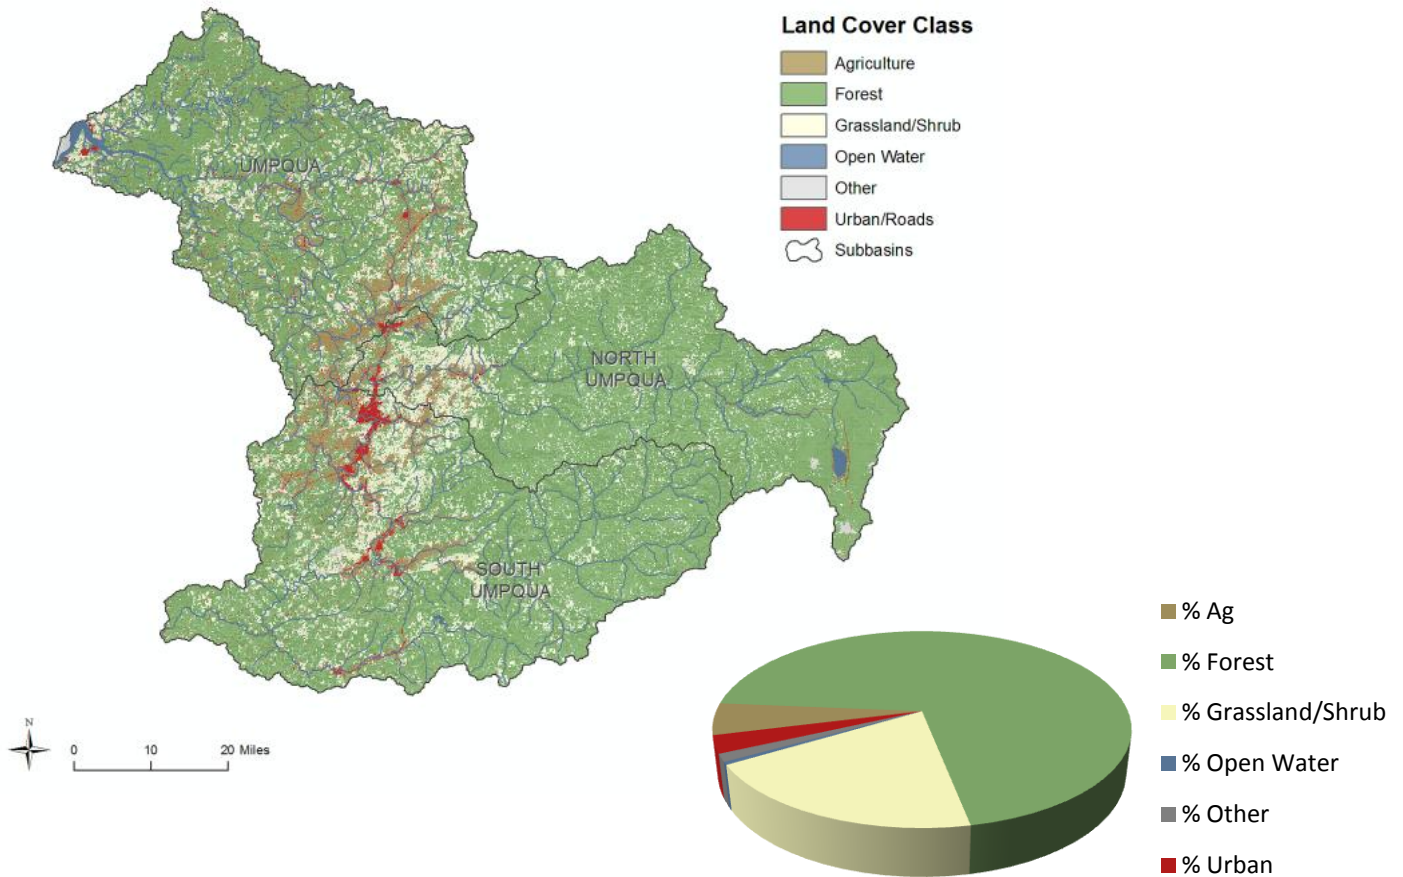 Land Cover Class
Agriculture
Forest
Grassland/Shrub
Open Water
Other
Urban/Roads
Subbasins
UMPQUA
NORTH
UMPQUA
SOUTH
UMPQUA
N
0 10 20 Miles
% Ag
% Forest
% Grassland/Shrub
% Open Water
% Other
% Urban